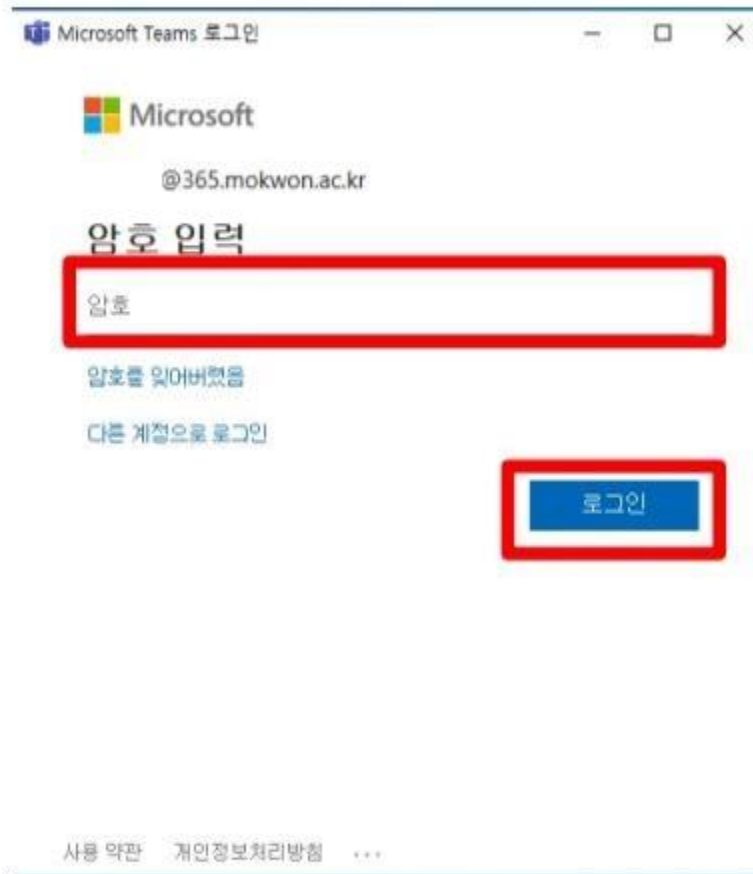 Microsoft Teams 로그인
Microsoft
@365.mokwon.ac.kr
암호 입력
암호
암호를 잊어버렸음
다른 계정으로 로그인
로그인
사용 약관 개인정보처리방침 ...